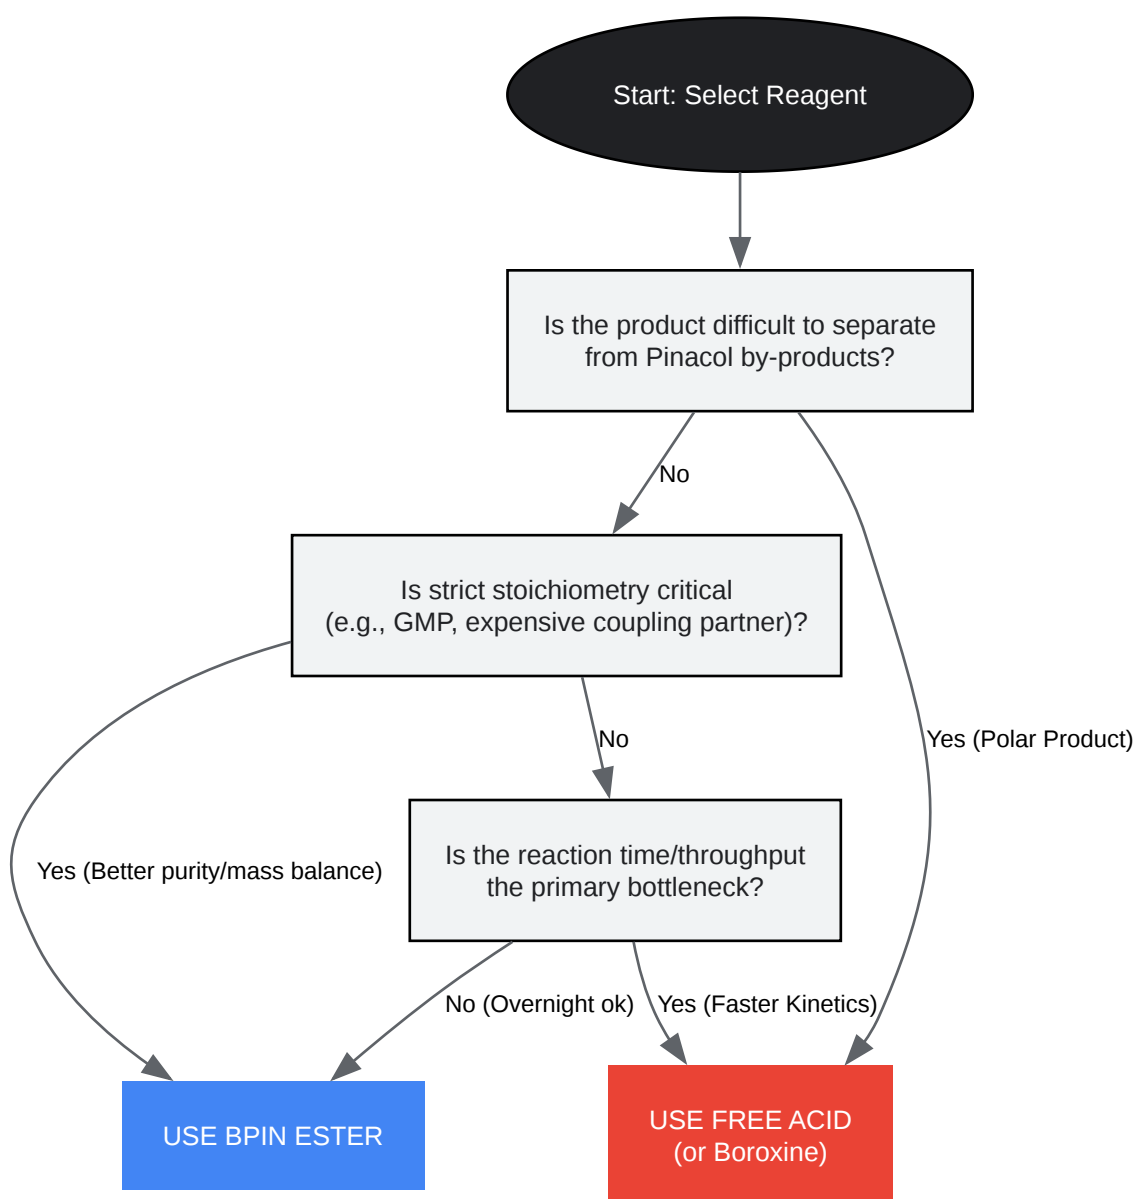 Start: Select Reagent
Is the product difficult to separate
from Pinacol by-products?
No
Is strict stoichiometry critical
(e.g., GMP, expensive coupling partner)?
No
Yes (Polar Product)
Is the reaction time/throughput
the primary bottleneck?
Yes (Better purity/mass balance)
No (Overnight ok)
Yes (Faster Kinetics)
USE BPIN ESTER
USE FREE ACID
(or Boroxine)